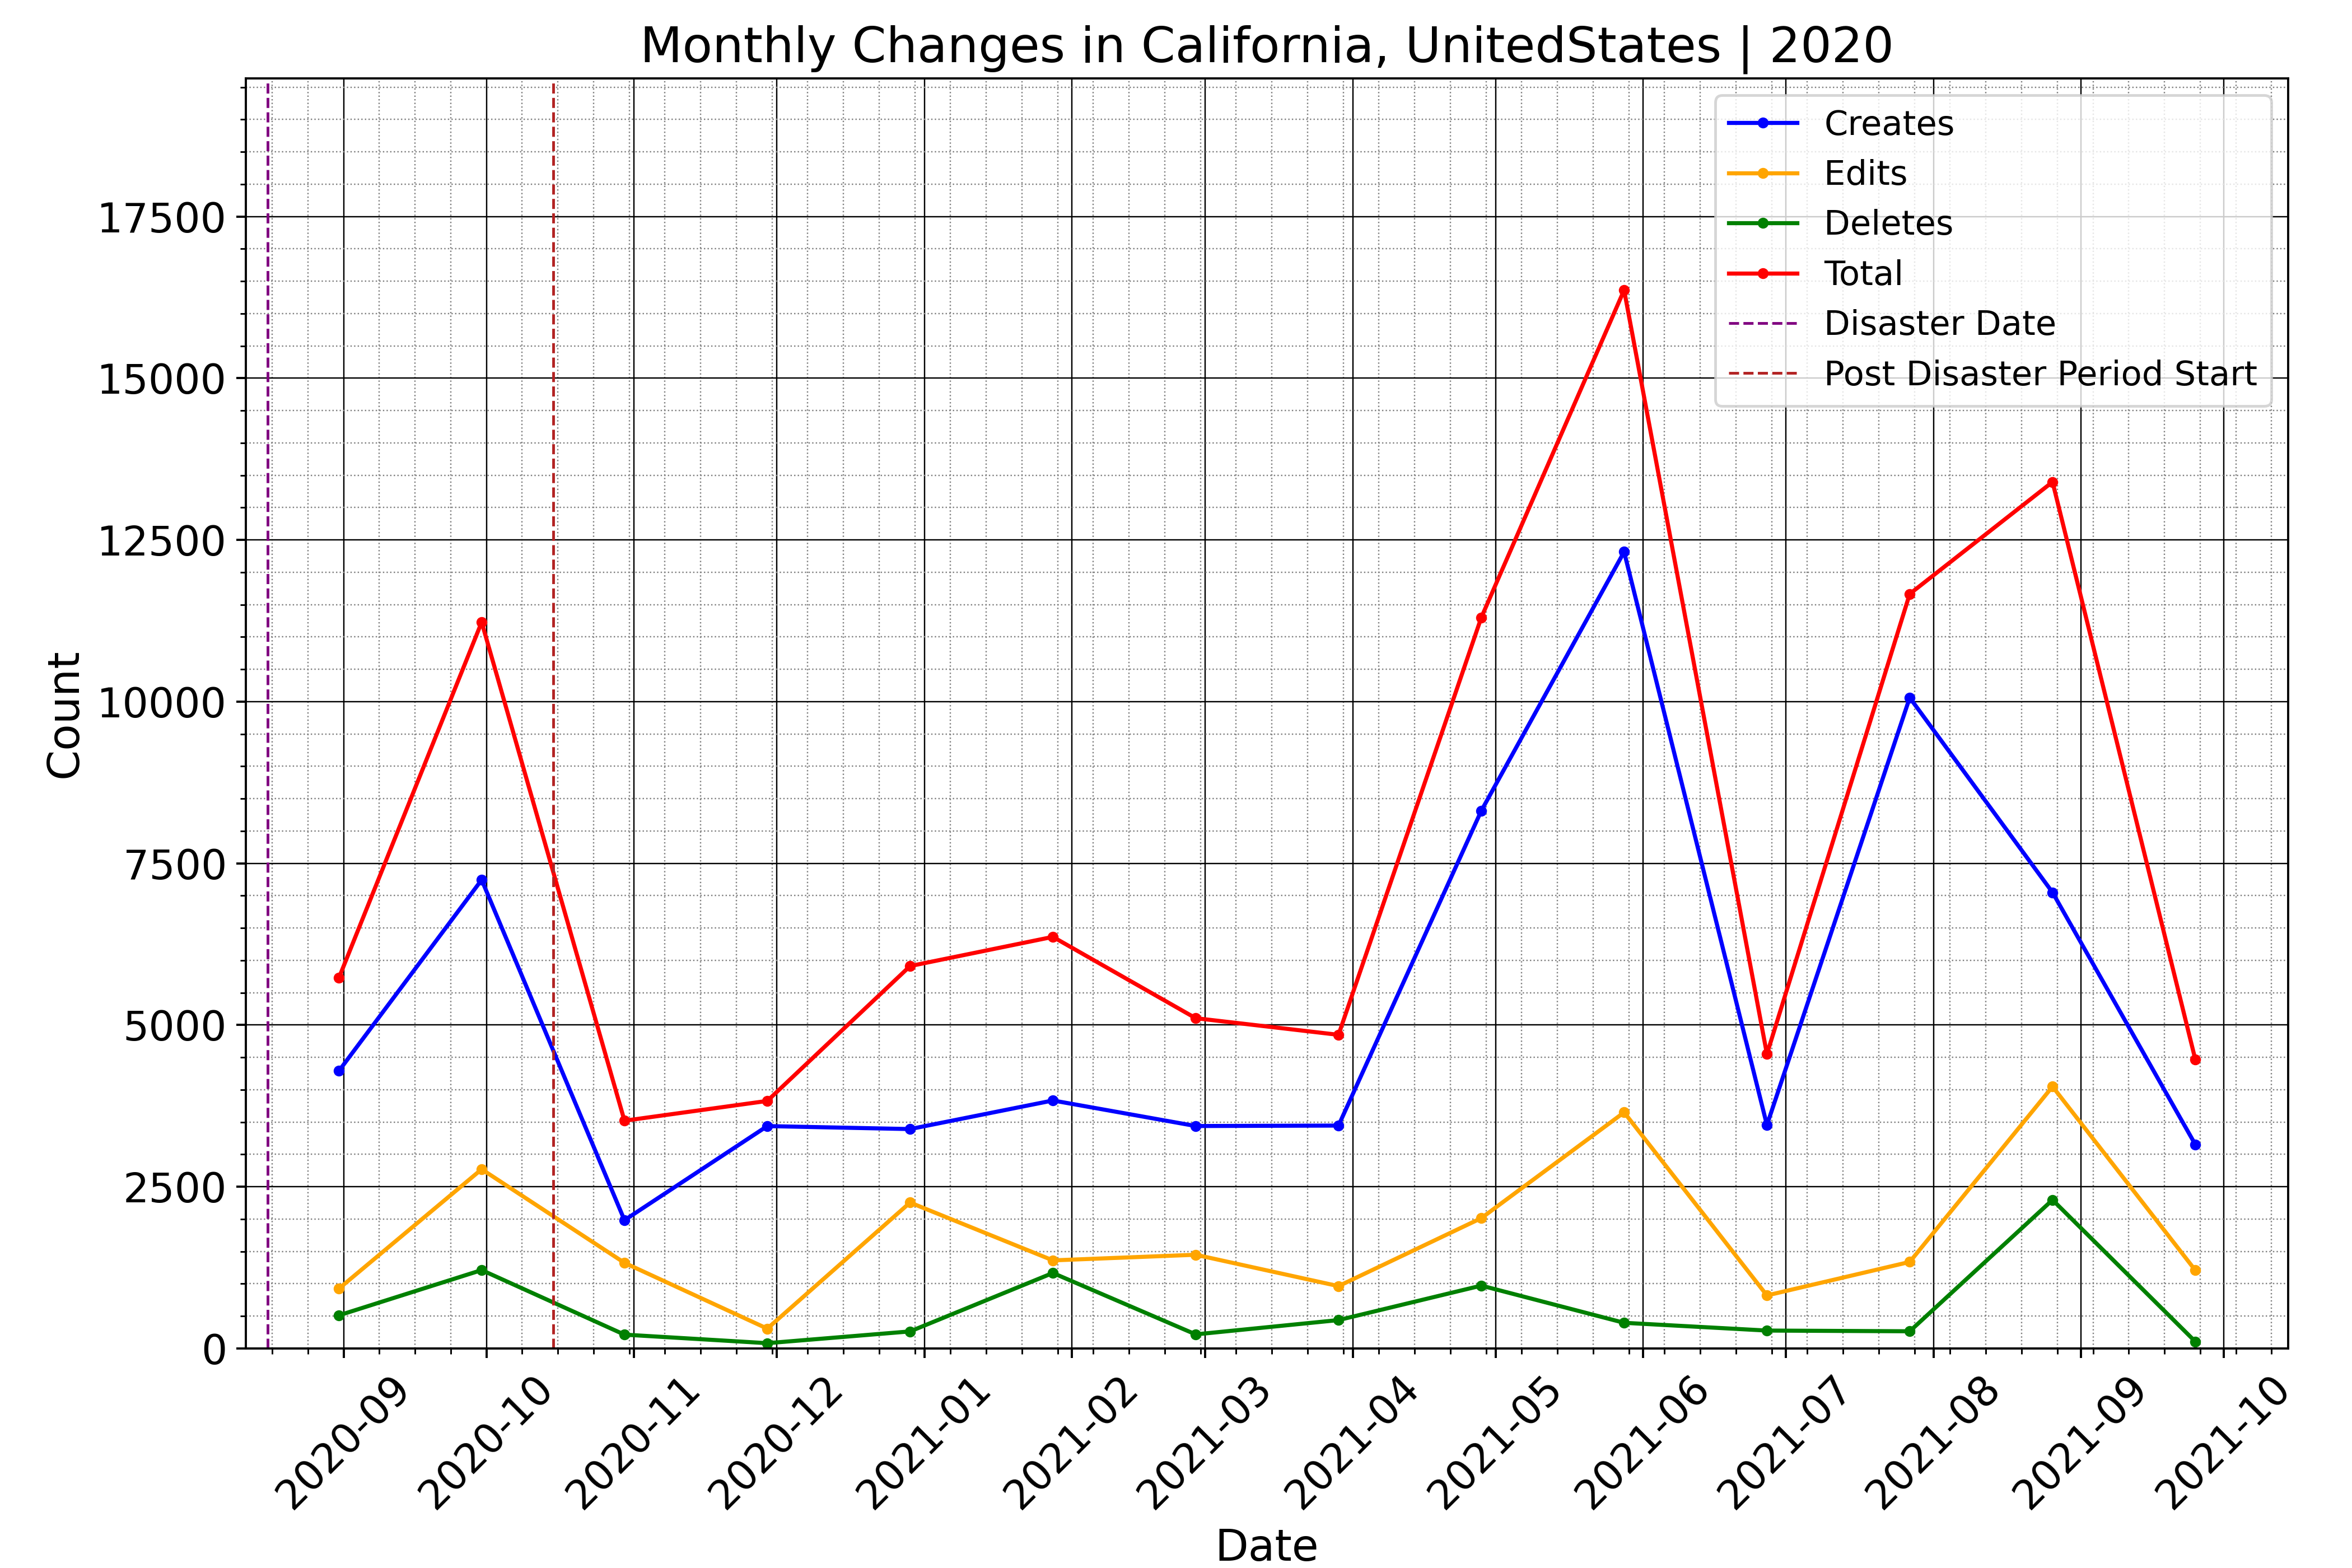 Monthly Changes in California, UnitedStates | 2020
Creates
Edits
Deletes
Total
Disaster Date
Post Disaster Period Start
Count
17500
15000
12500
10000
7500
5000
2500
0
2020-09
2020-10
2020-11
2020-12
2021-01
2021-02
2021-03
2021-04
2021-05
2021-06
2021-07
2021-08
2021-09
2021-10
Date